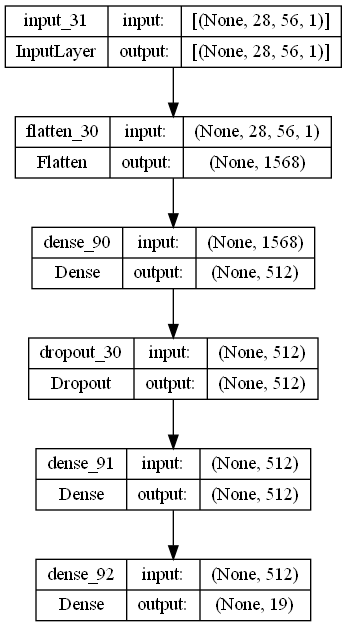 input_31 input: [(None, 28, 56, 1)]
InputLayer output: [(None, 28, 56, 1)]
flatten_30 input: (None, 28, 56, 1)
Flatten output: (None, 1568)
dense_90 input: (None, 1568)
Dense output: (None, 512)
dropout_30 input: (None, 512)
Dropout output: (None, 512)
dense_91 input: (None, 512)
Dense output: (None, 512)
dense_92 input: (None, 512)
Dense output: (None, 19)